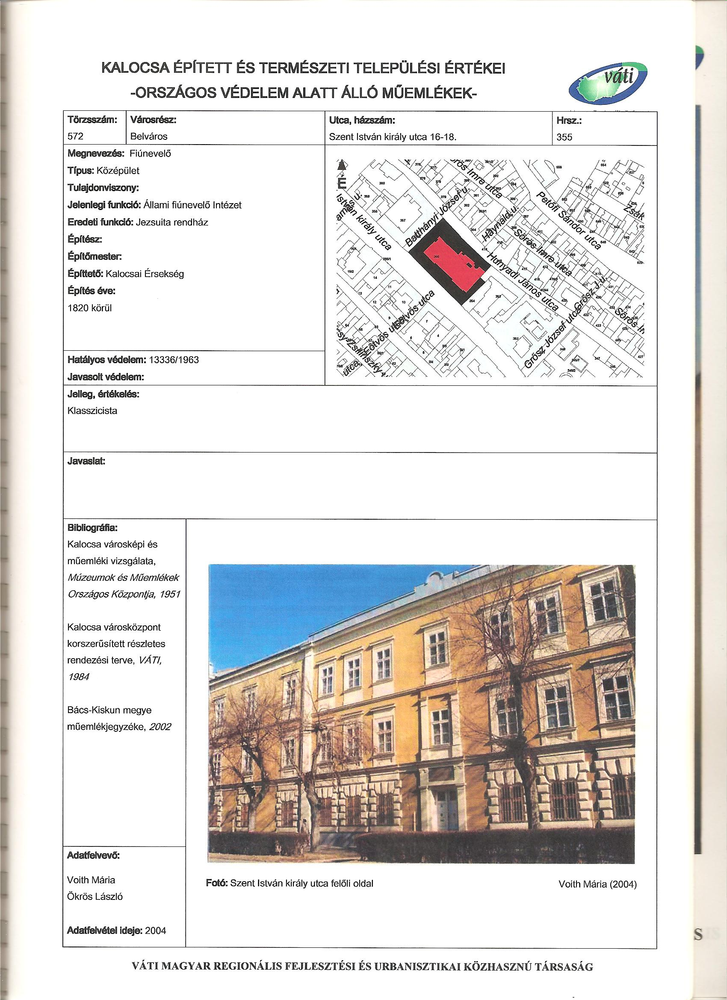 KALOCSA ÉPÍTETT ÉS TERMÉSZETI TELEPÜLÉSI ÉRTÉKEI
-ORSZÁGOS VÉDELEM ALATT ÁLLÓ MŰEMLÉKEK-
váti
Törzsszám:
572
Városrész:
Belváros
Utca, házszám:
Szent István király utca 16-18.
Hrsz.:
355
Megnevezés: Fiúnevelő
Típus: Középület
Tulajdonviszony:
Jelenlegi funkció: Állami fiúnevelő Intézet
Eredeti funkció: Jezsuita rendház
Építész:
Építőmester:
Építtető: Kalocsai Érsekség
Építés éve:
1820 körül
É
István király utca
Batthányi József u.
Haynald u.
Sörös Imre utca
Petőfi Sándor utca
Hunyadi János utca
Grősz József utca
Grősz J. u.
Eötvös utca
Eötvös utca
Zsák
utca
Hatályos védelem: 13336/1963
Javasolt védelem:
Jelleg, értékelés:
Klasszicista
Javaslat:
Bibliográfia:
Kalocsa városképi és
műemléki vizsgálata,
Múzeumok és Műemlékek
Országos Központja, 1951
Kalocsa városközpont
korszerűsített részletes
rendezési terve, VÁTI,
1984
Bács-Kiskun megye
műemlékjegyzéke, 2002
Adatfelvevő:
Voith Mária
Ökrös László
Adatfelvétel ideje: 2004
Fotó: Szent István király utca felőli oldal
Voith Mária (2004)
VÁTI MAGYAR REGIONÁLIS FEJLESZTÉSI ÉS URBANISZTIKAI KÖZHASZNÚ TÁRSASÁG